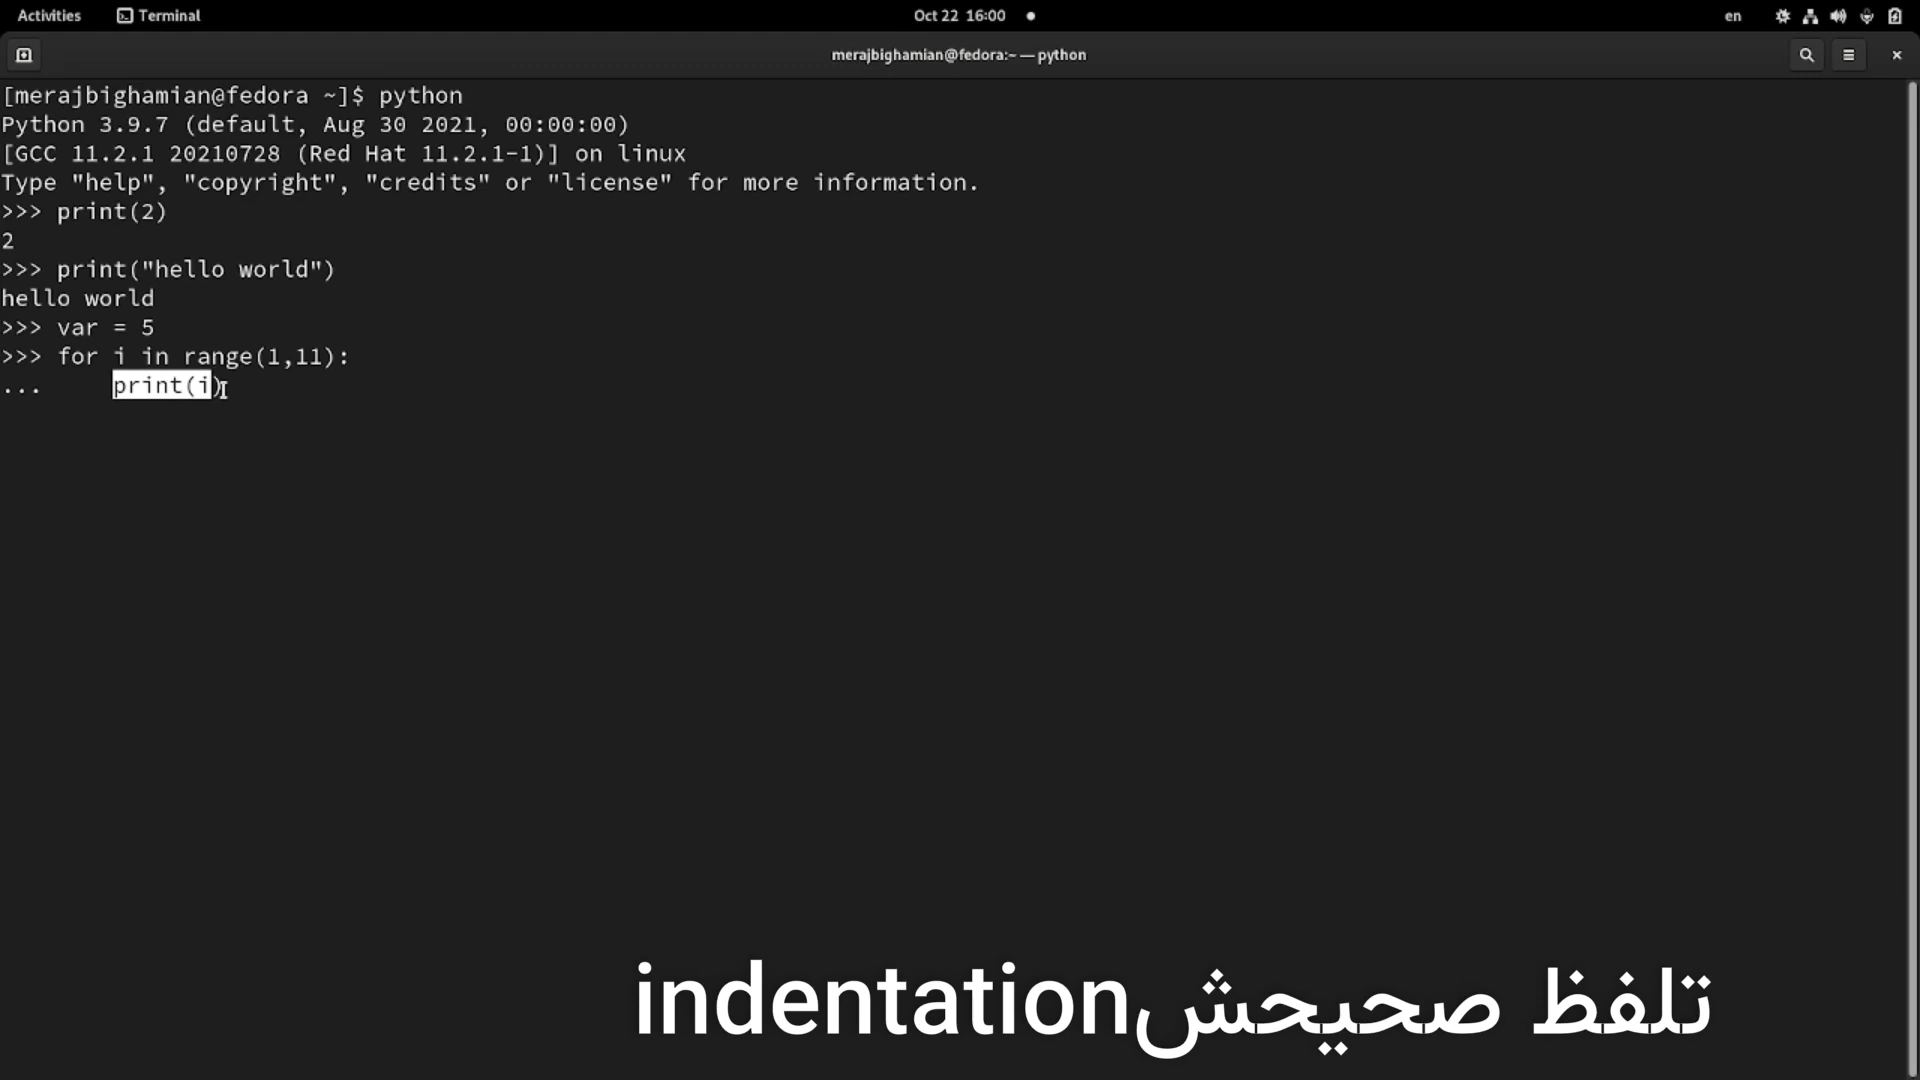 Activities Terminal Oct 22 16:00 en
merajbighamian@fedora:~ — python
[merajbighamian@fedora ~]$ python
Python 3.9.7 (default, Aug 30 2021, 00:00:00)
[GCC 11.2.1 20210728 (Red Hat 11.2.1-1)] on linux
Type "help", "copyright", "credits" or "license" for more information.
>>> print(2)
2
>>> print("hello world")
hello world
>>> var = 5
>>> for i in range(1,11):
...     print(i)
تلفظ صحیحش indentation